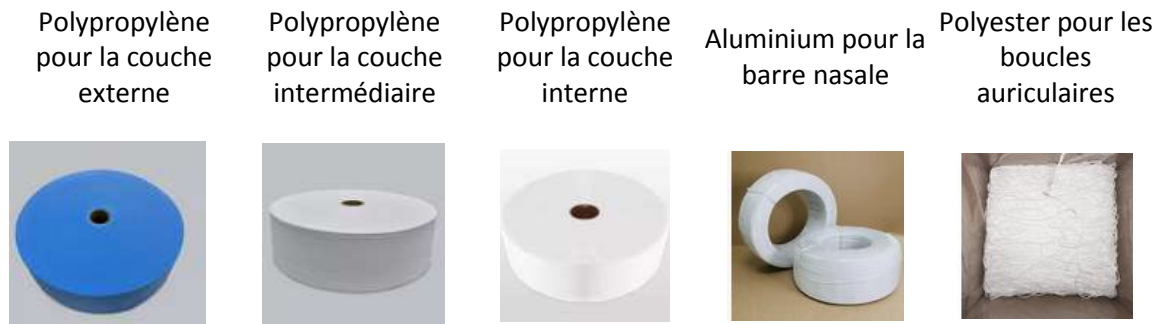 Polypropylène
pour la couche
externe
Polypropylène
pour la couche
intermédiaire
Polypropylène
pour la couche
interne
Aluminium pour la
barre nasale
Polyester pour les
boucles
auriculaires